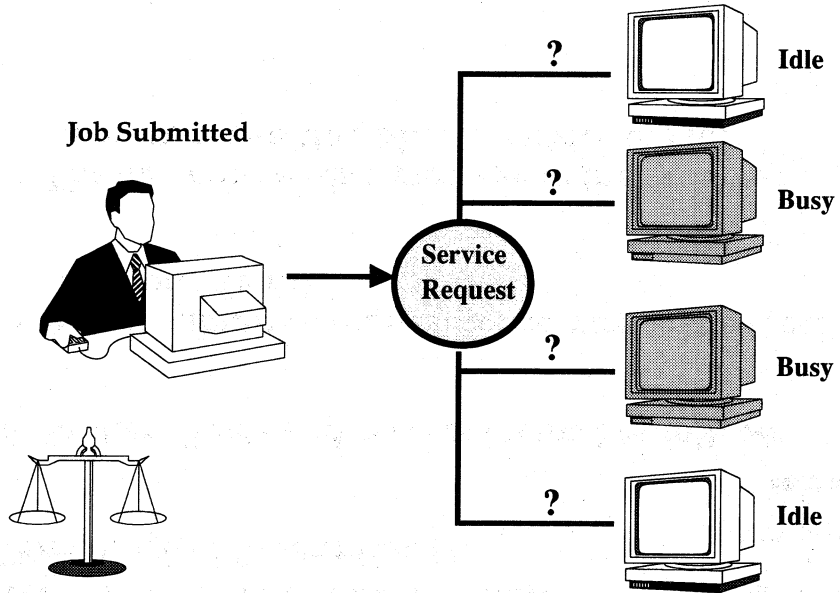 ?
Idle
Job Submitted
?
Busy
Service
Request
?
Busy
?
Idle